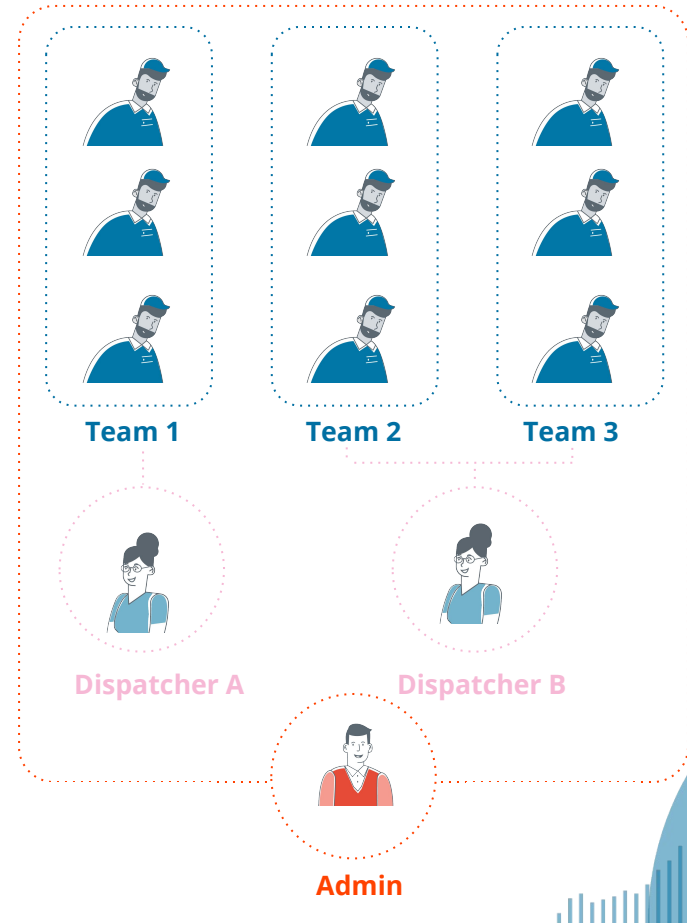 Team 1
Team 2
Team 3
Dispatcher A
Dispatcher B
Admin